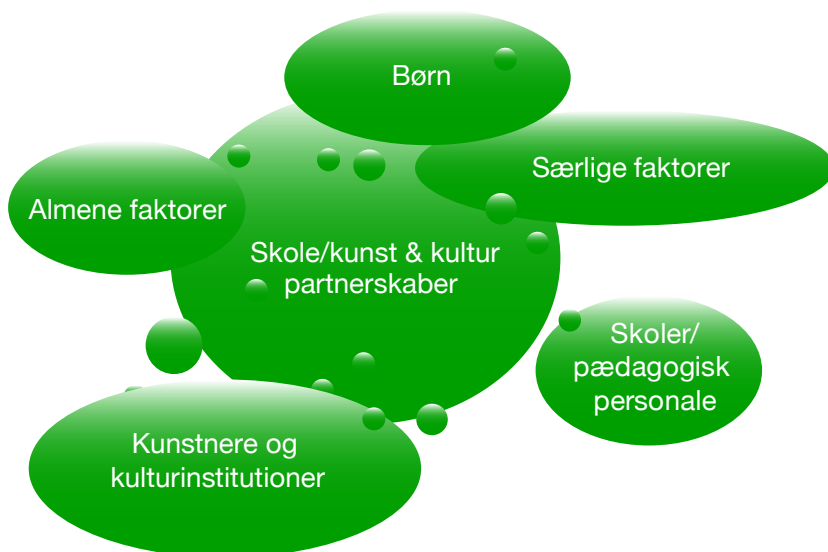 Børn
Særlige faktorer
Almene faktorer
Skole/kunst & kultur
partnerskaber
Skoler/
pædagogisk
personale
Kunstnere og
kulturinstitutioner